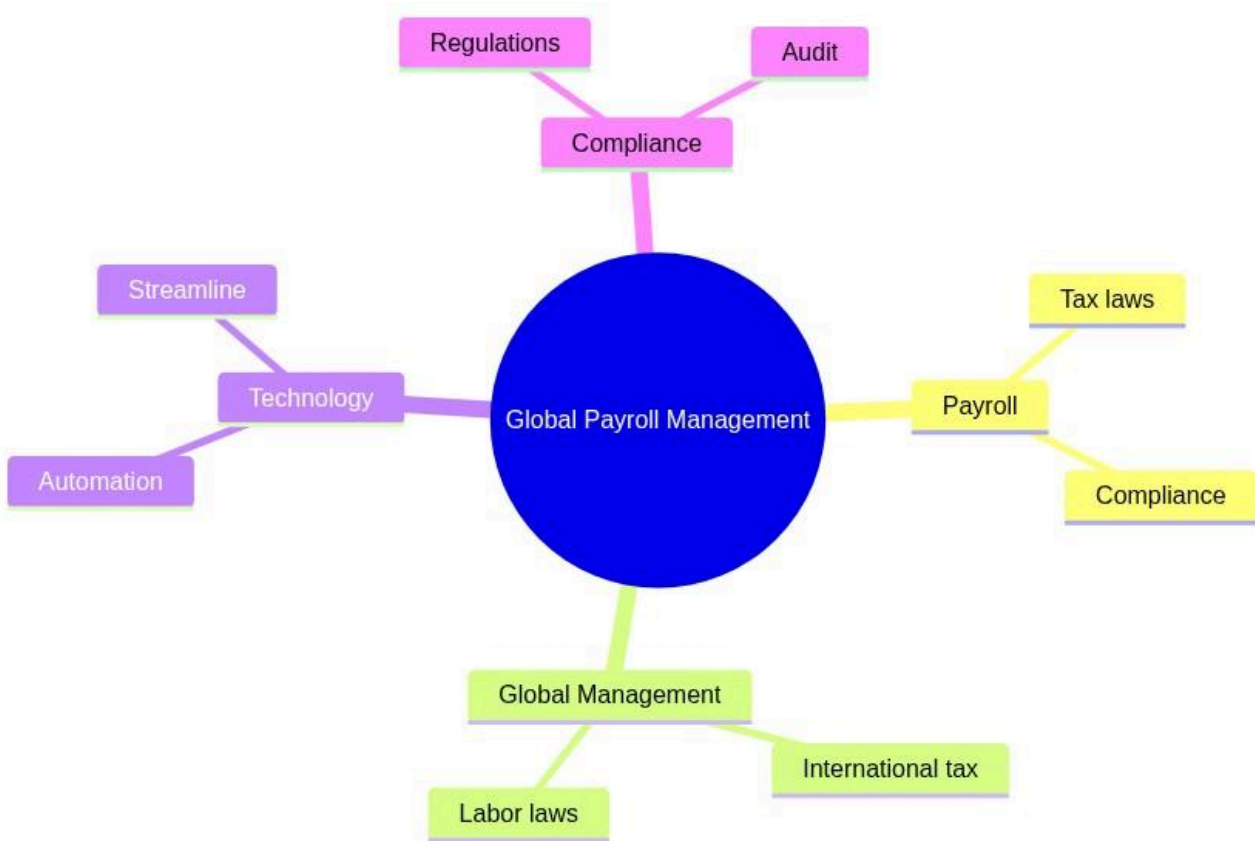 Regulations
Audit
Compliance
Streamline
Tax laws
Technology
Global Payroll Management
Payroll
Automation
Compliance
Global Management
International tax
Labor laws